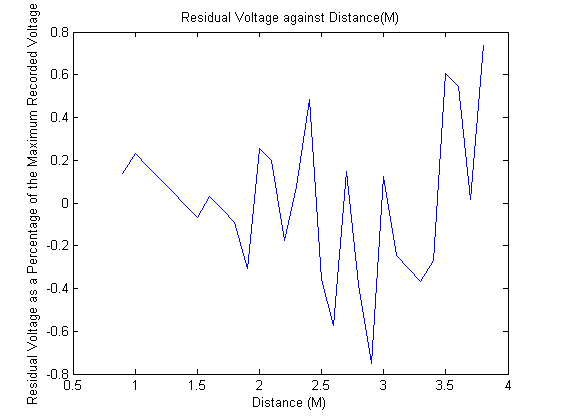 Residual Voltage against Distance(M)
Residual Voltage as a Percentage of the Maximum Recorded Voltage
0.8
0.6
0.4
0.2
0
-0.2
-0.4
-0.6
-0.8
0.5 1 1.5 2 2.5 3 3.5 4
Distance (M)